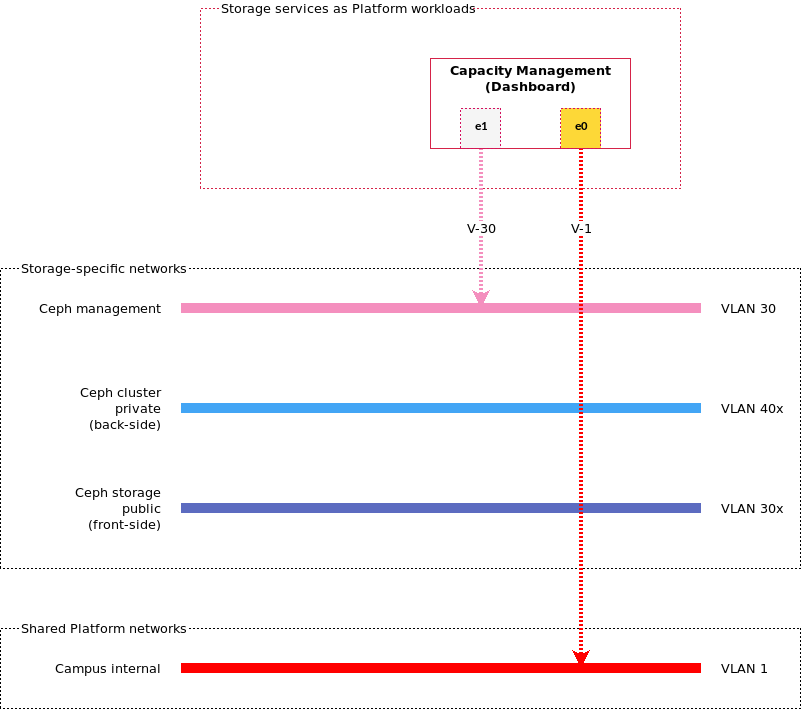 Storage services as Platform workloads
Capacity Management
(Dashboard)
e1
e0
V-30
V-1
Storage-specific networks
Ceph management
VLAN 30
Ceph cluster
private
(back-side)
VLAN 40x
Ceph storage
public
(front-side)
VLAN 30x
Shared Platform networks
Campus internal
VLAN 1